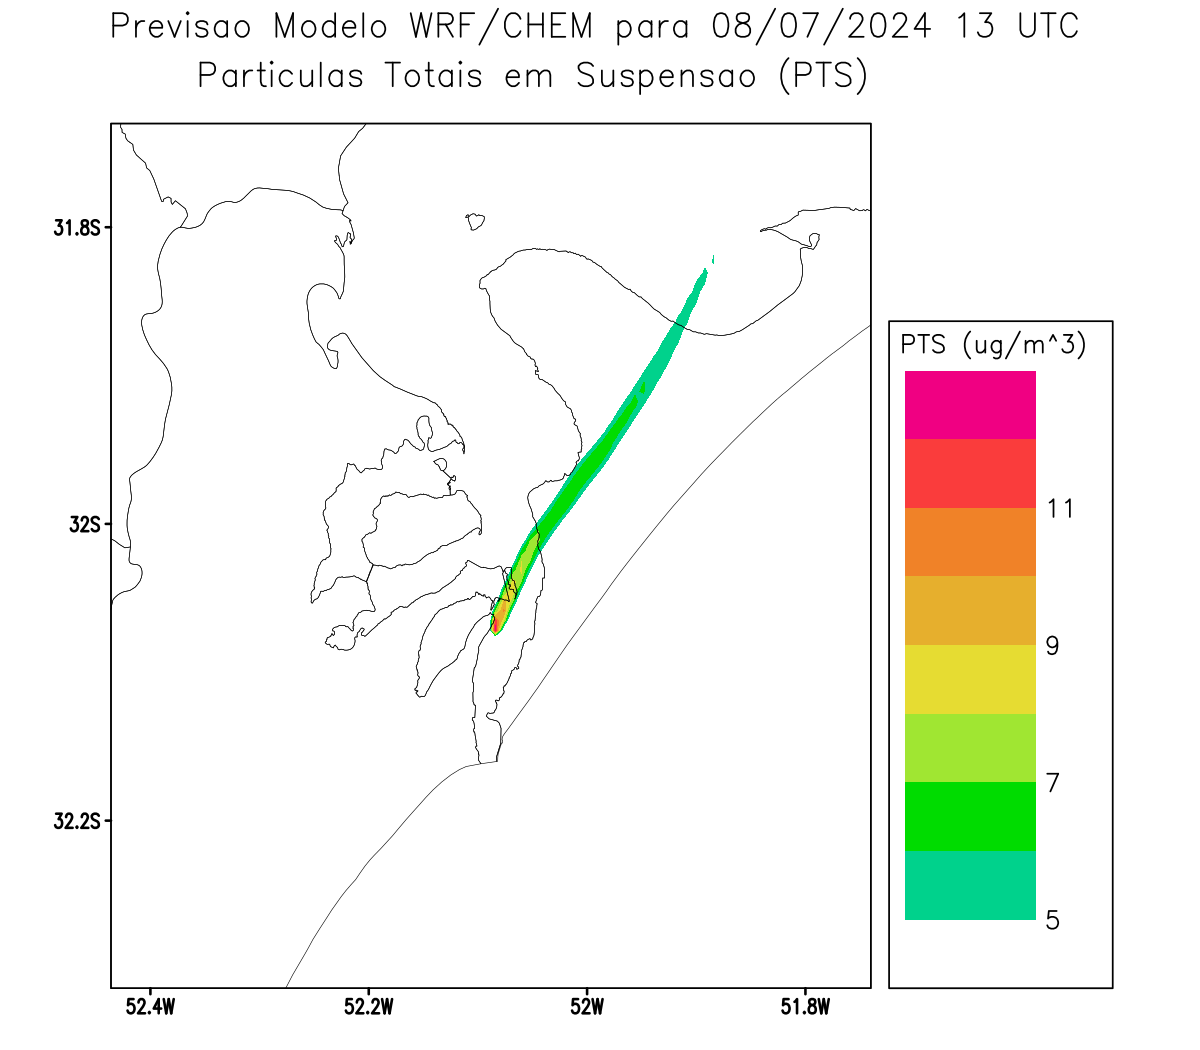 Previsao Modelo WRF/CHEM para 08/07/2024 13 UTC
Particulas Totais em Suspensao (PTS)
31.8S
32S
32.2S
52.4W
52.2W
52W
51.8W
PTS (ug/m^3)
11
9
7
5